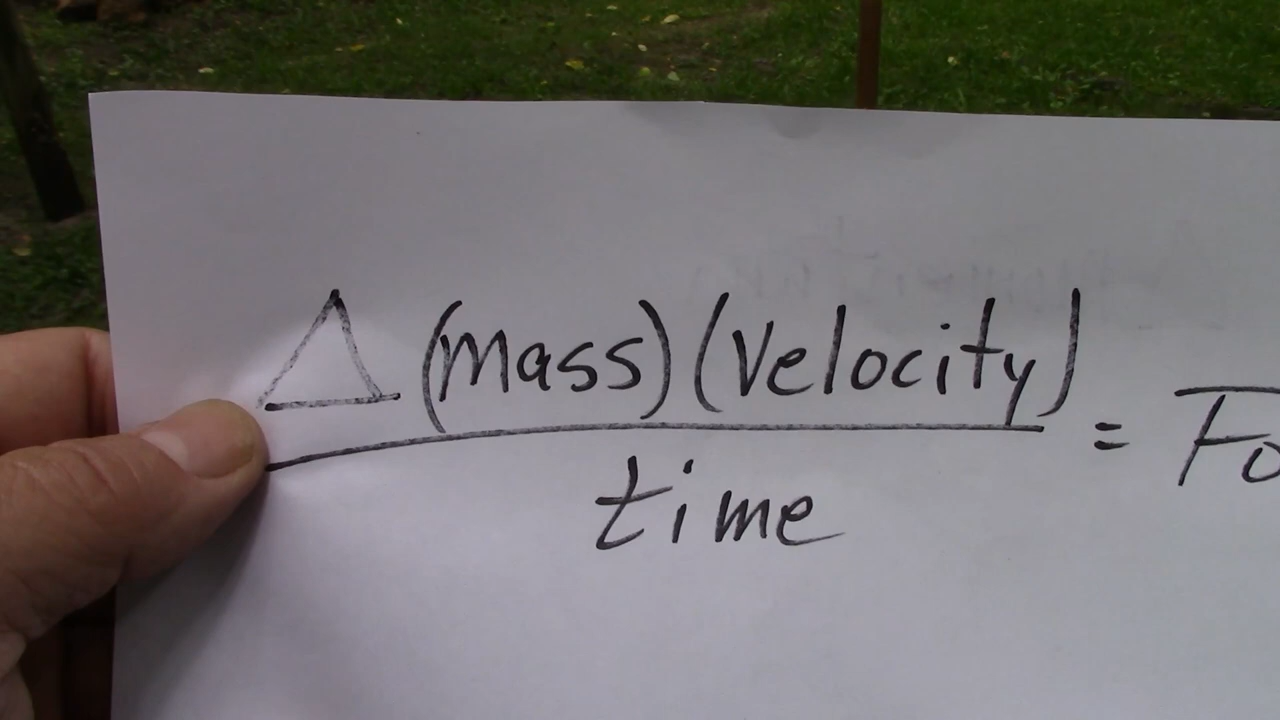 Δ (Mass) (Velocity) = Fo
time